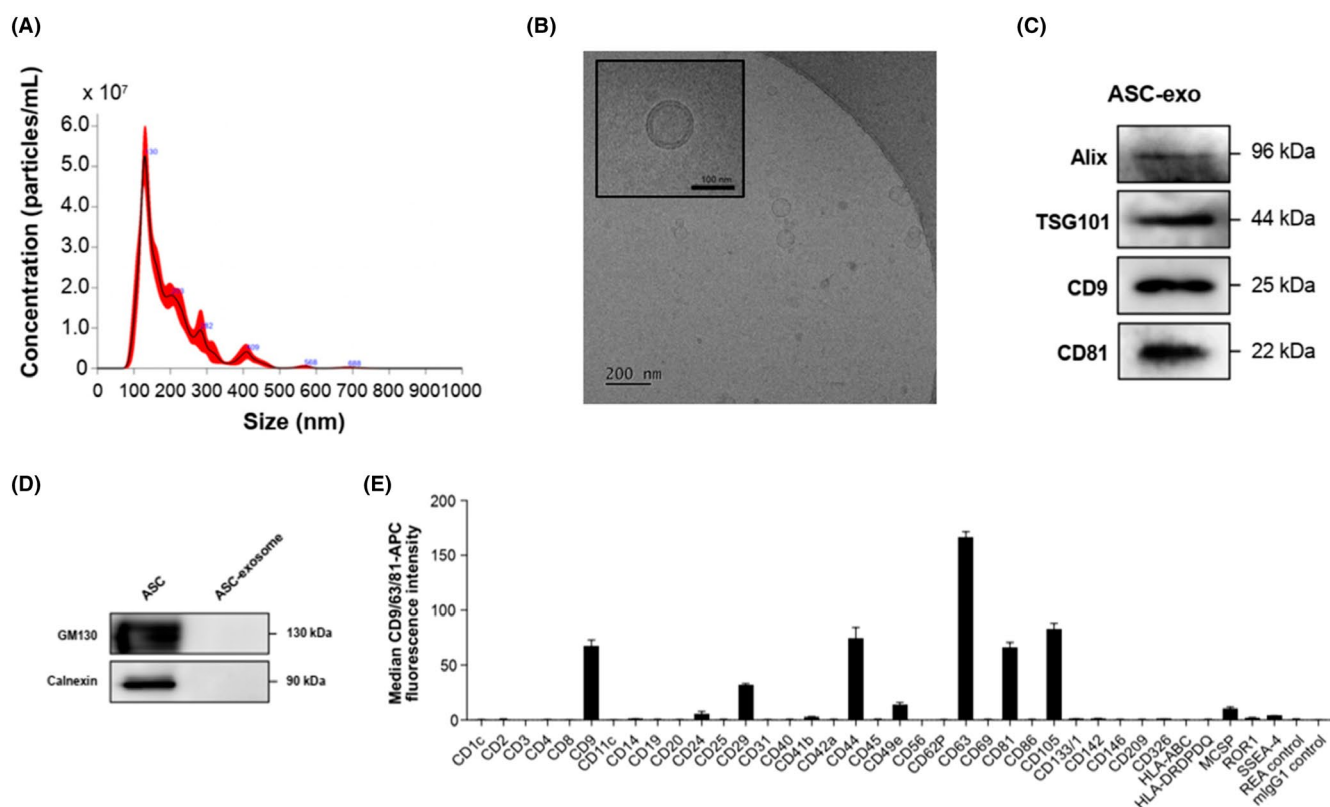 (A)
x 10⁷
6.0
5.0
4.0
3.0
2.0
1.0
0
Concentration (particles/mL)
0 100 200 300 400 500 600 700 800 900 1000
Size (nm)
568
688
(B)
100 nm
200 nm
(C)
ASC-exo
Alix 96 kDa
TSG101 44 kDa
CD9 25 kDa
CD81 22 kDa
(D)
ASC ASC-exosome
GM130 130 kDa
Calnexin 90 kDa
(E)
Median CD9/63/81-APC
fluorescence intensity
200
150
100
50
0
CD1c
CD2
CD3
CD4
CD8
CD9
CD11c
CD14
CD19
CD20
CD24
CD25
CD29
CD31
CD40
CD41b
CD42a
CD44
CD45
CD49e
CD56
CD62P
CD63
CD69
CD81
CD86
CD105
CD133/1
CD142
CD146
CD209
CD326
HLA-ABC
HLA-DRDPDQ
MCSP
ROR1
SSEA-4
REA control
mIgG1 control